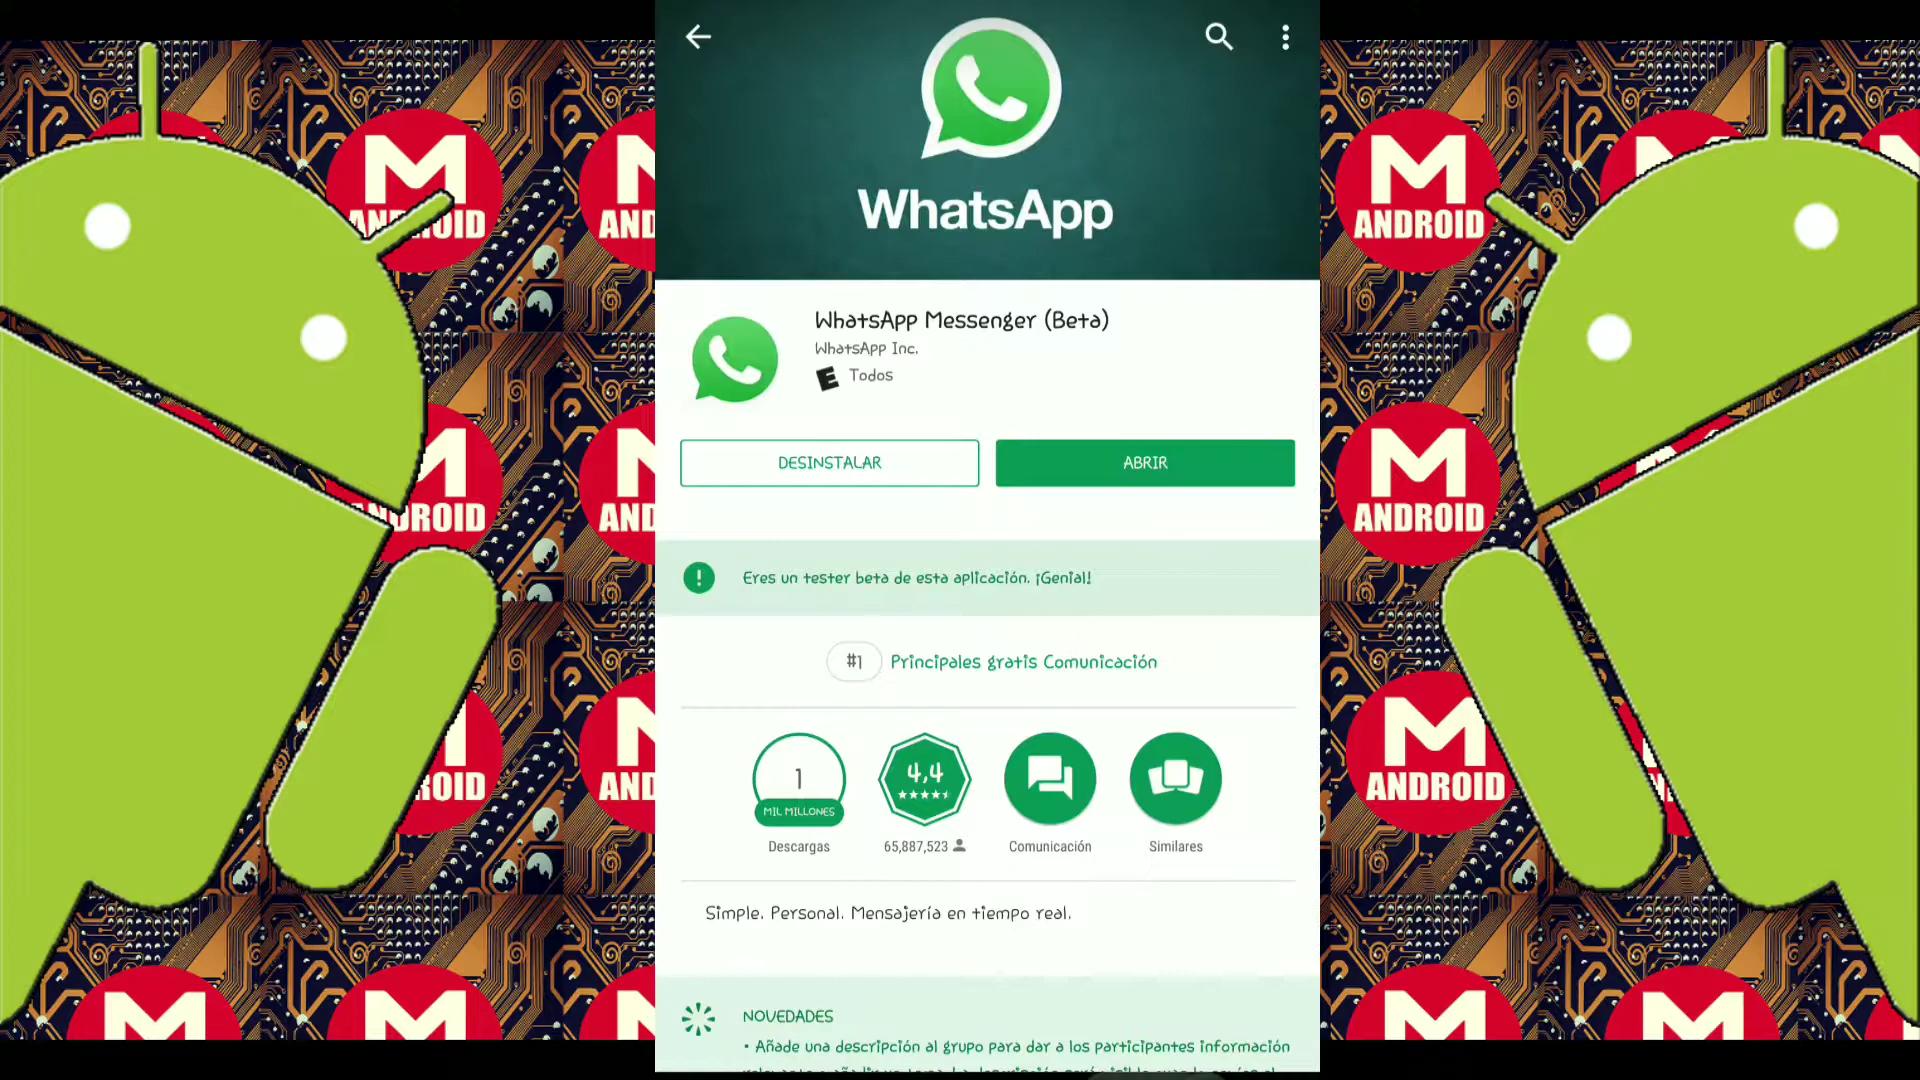 WhatsApp
WhatsApp Messenger (Beta)
WhatsApp Inc.
E Todos
DESINSTALAR
ABRIR
! Eres un tester beta de esta aplicación. ¡Genial!
#1 Principales gratis Comunicación
1
MIL MILLONES
Descargas
4,4
65,887,523
Comunicación
Similares
Simple. Personal. Mensajería en tiempo real.
NOVEDADES
• Añade una descripción al grupo para dar a los participantes información
M
ANDROID
M
ANDROID
M
ANDROID
M
ANDROID
M
ANDROID